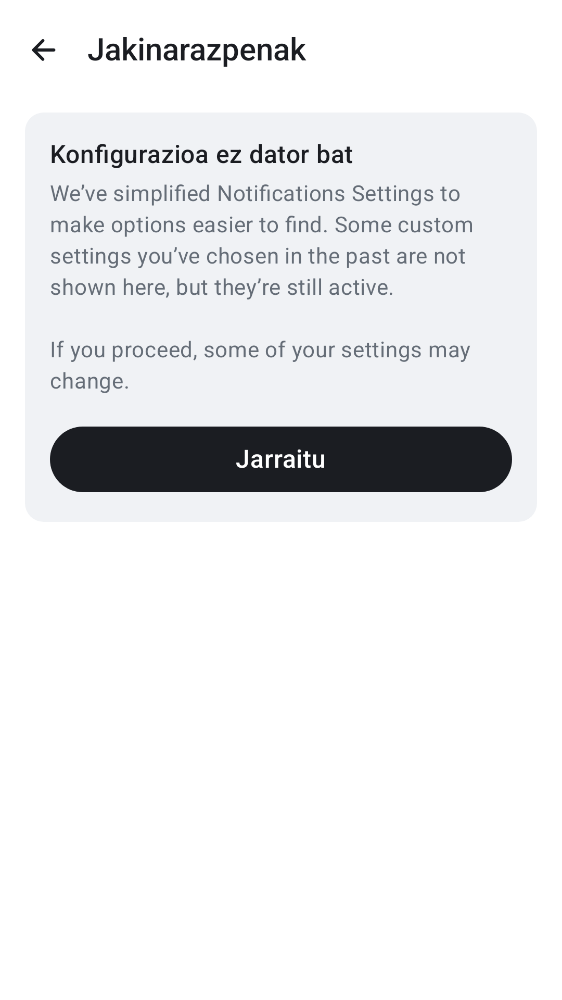 Jakinarazpenak
Konfigurazioa ez dator bat
We’ve simplified Notifications Settings to
make options easier to find. Some custom
settings you’ve chosen in the past are not
shown here, but they’re still active.
If you proceed, some of your settings may
change.
Jarraitu